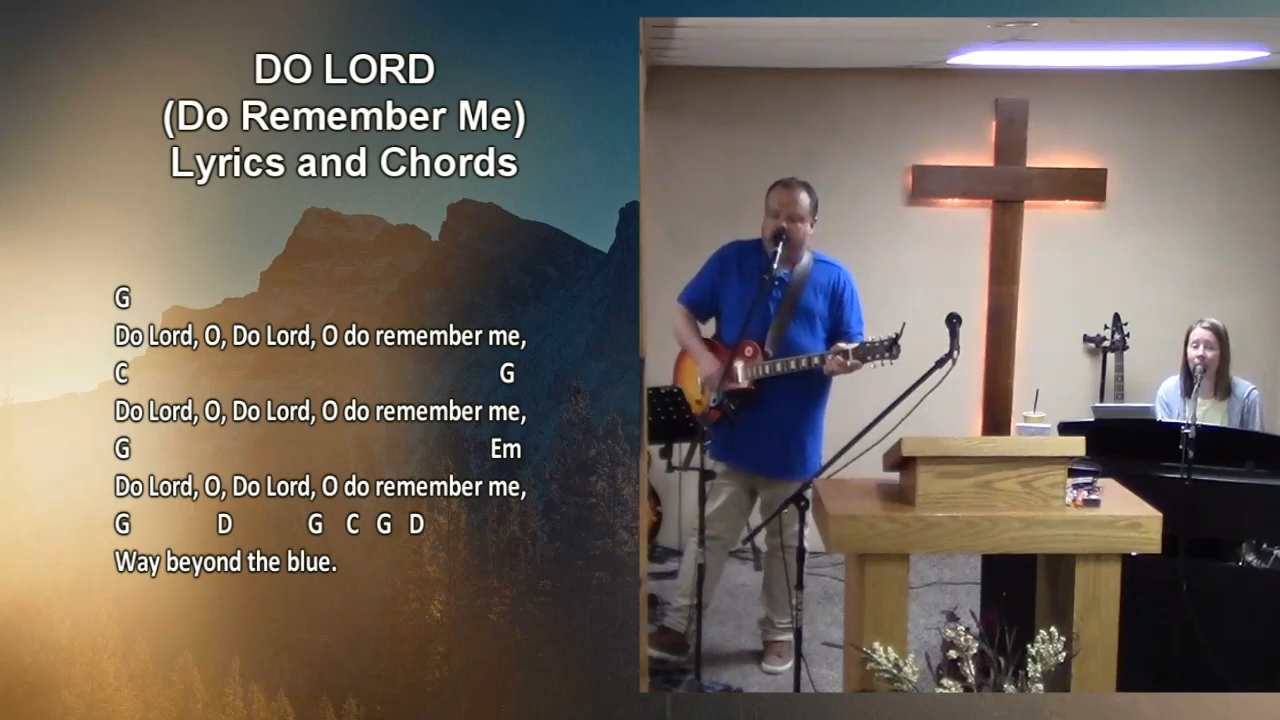 DO LORD
(Do Remember Me)
Lyrics and Chords
G
Do Lord, O, Do Lord, O do remember me,
C G
Do Lord, O, Do Lord, O do remember me,
G Em
Do Lord, O, Do Lord, O do remember me,
G D G C G D
Way beyond the blue.